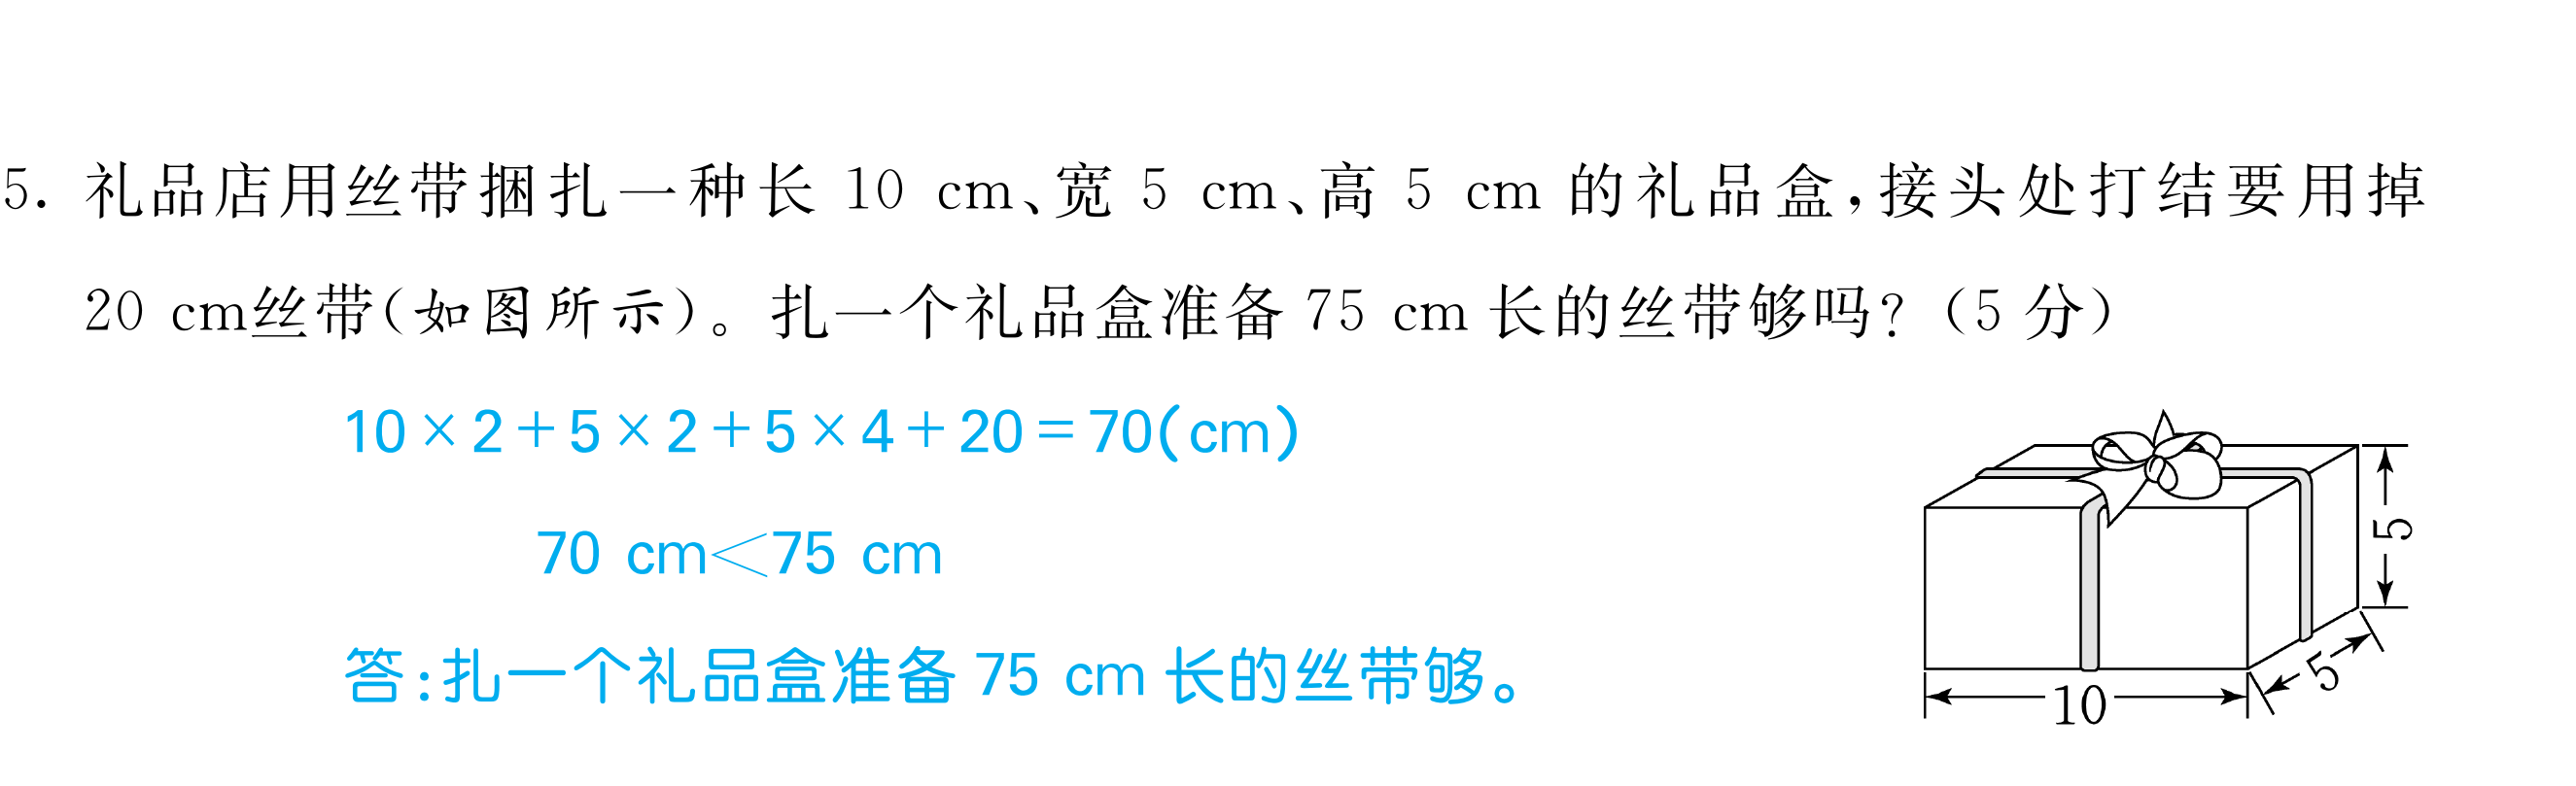 5. 礼品店用丝带捆扎一种长 10 cm、宽 5 cm、高 5 cm 的礼品盒,接头处打结要用掉
20 cm丝带(如图所示)。扎一个礼品盒准备 75 cm 长的丝带够吗?(5 分)
10×2+5×2+5×4+20=70(cm)
70 cm<75 cm
答:扎一个礼品盒准备 75 cm 长的丝带够。
5
5
10